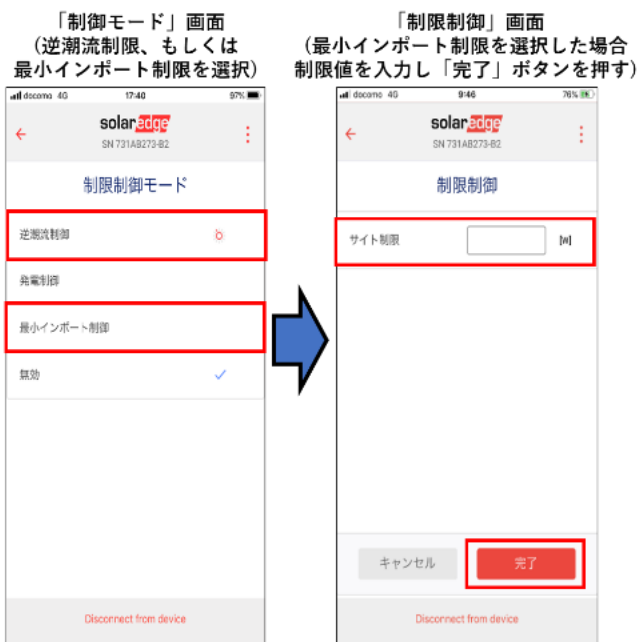 「制御モード」画面
(逆潮流制限、もしくは
最小インポート制限を選択)
docomo 4G 17:40 97%
solaredge
SN 731AB273-B2
制限制御モード
逆潮流制御
発電制御
最小インポート制御
無効
Disconnect from device
「制限制御」画面
(最小インポート制限を選択した場合
制限値を入力し「完了」ボタンを押す)
docomo 4G 9:46 76%
solaredge
SN 731AB273-B2
制限制御
サイト制限 [W]
キャンセル 完了
Disconnect from device